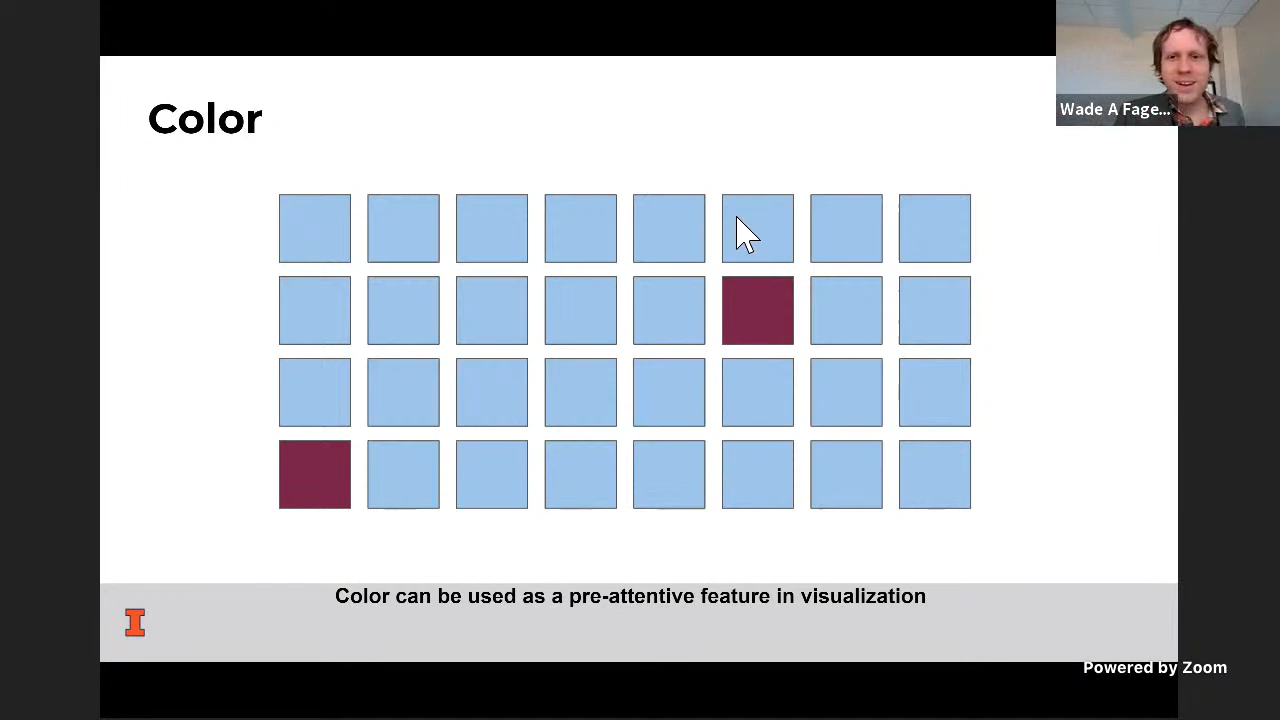 Wade A Fage...
Color
Color can be used as a pre-attentive feature in visualization
I
Powered by Zoom